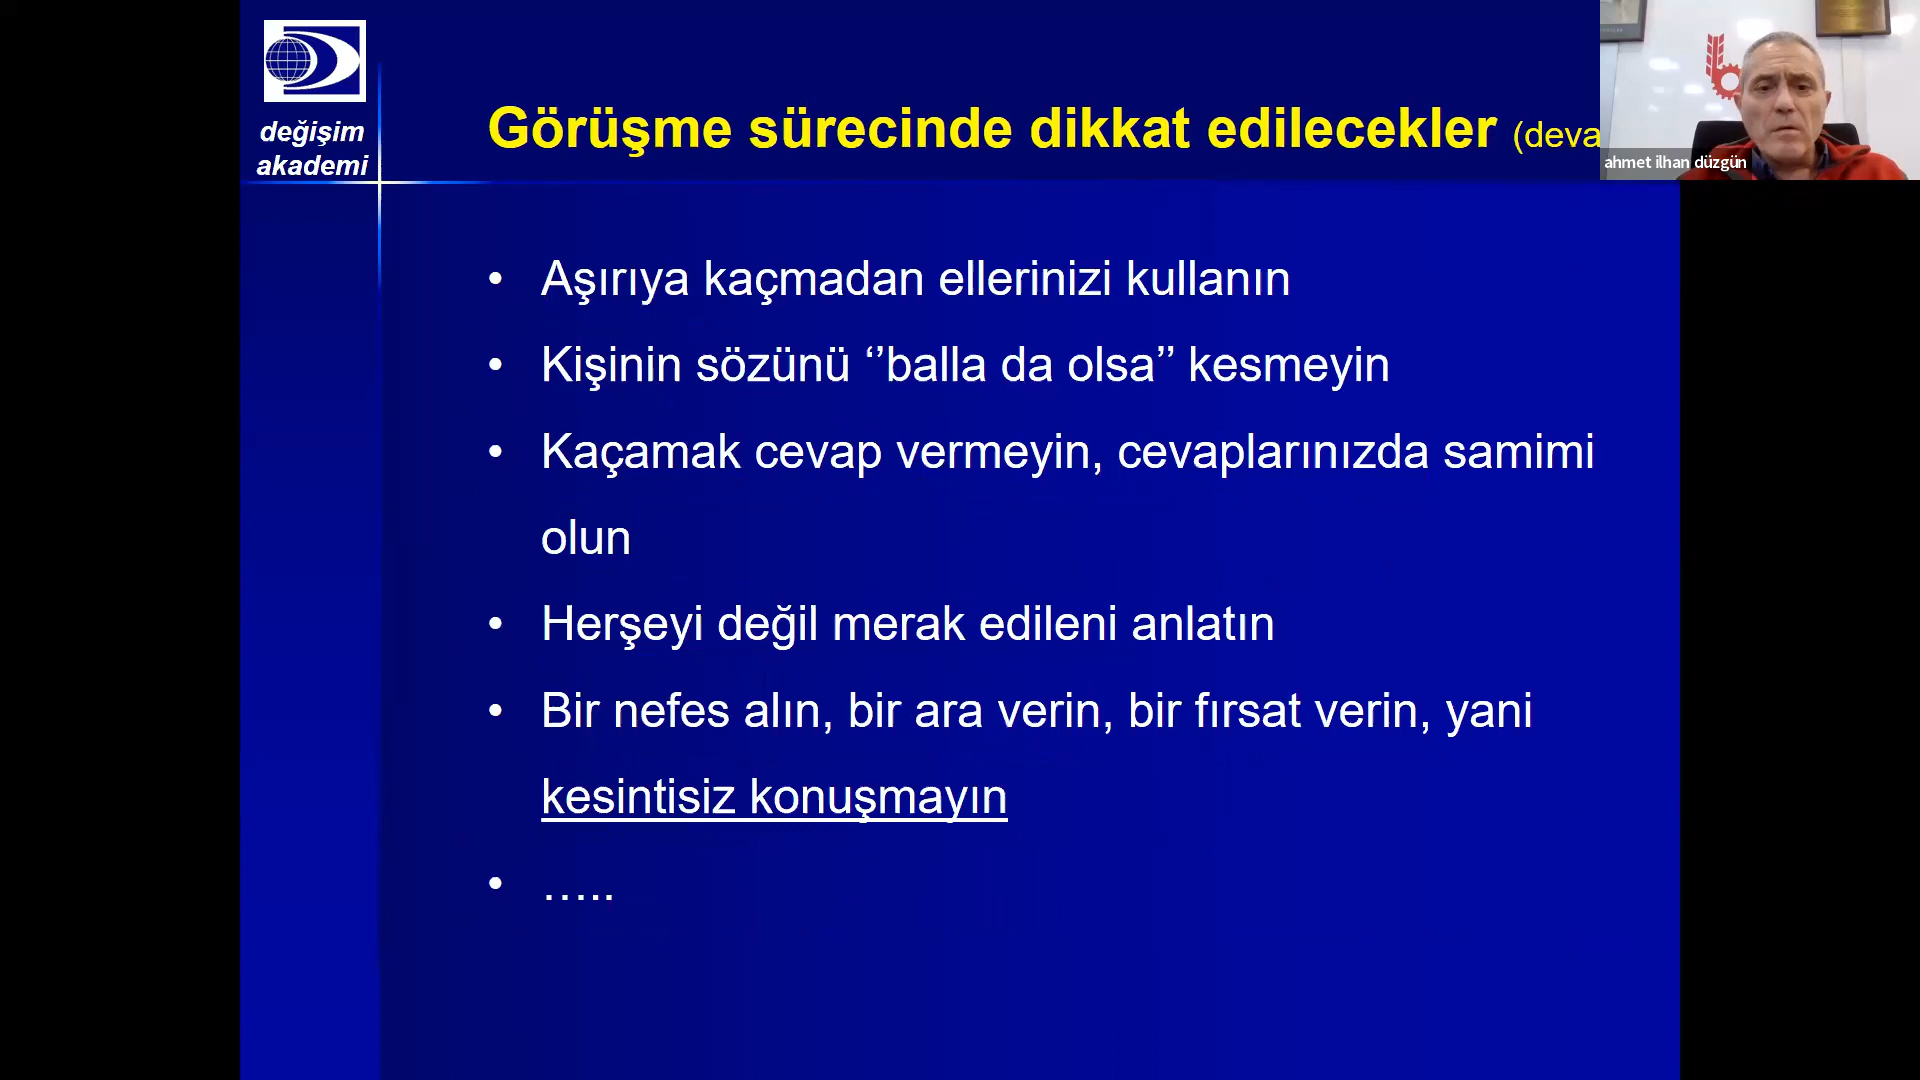 değişim
akademi
Görüşme sürecinde dikkat edilecekler (deva
ahmet ilhan düzgün
• Aşırıya kaçmadan ellerinizi kullanın
• Kişinin sözünü ‘’balla da olsa’’ kesmeyin
• Kaçamak cevap vermeyin, cevaplarınızda samimi
olun
• Herşeyi değil merak edileni anlatın
• Bir nefes alın, bir ara verin, bir fırsat verin, yani
kesintisiz konuşmayın
• …..